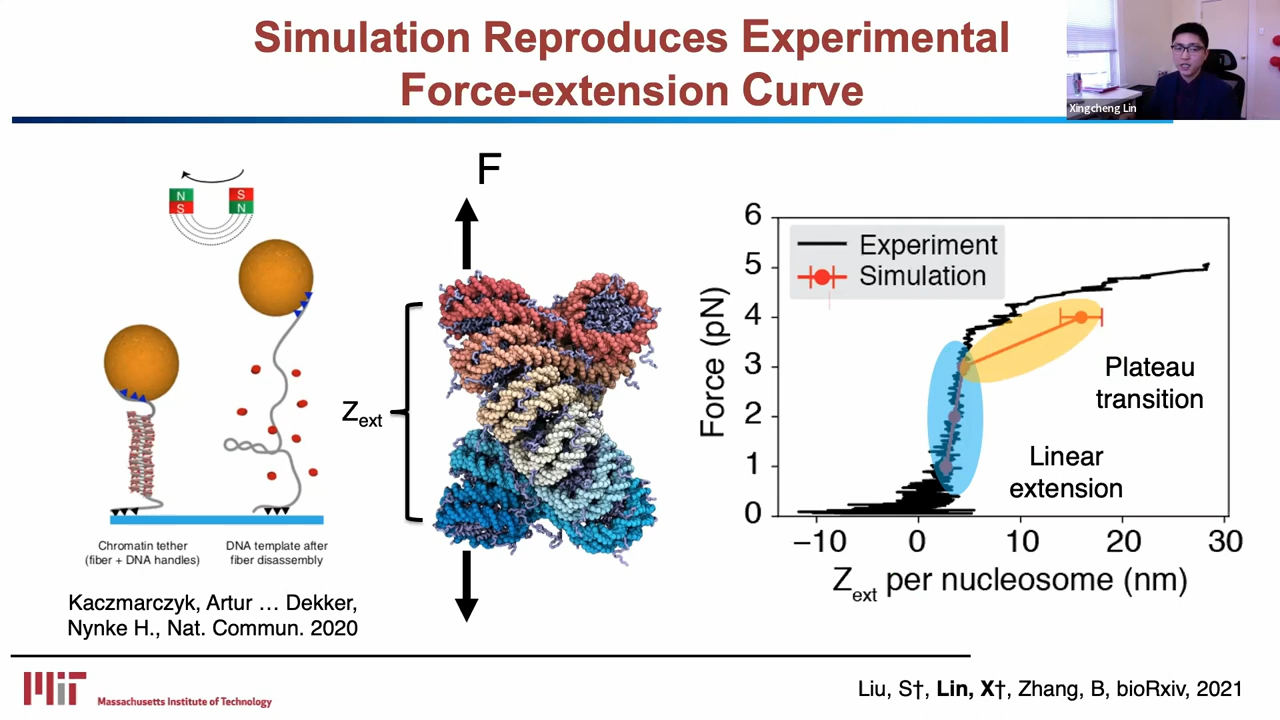 Simulation Reproduces Experimental
Force-extension Curve
Xingcheng Lin
N
S
S
N
F
Zext
Chromatin tether
(fiber + DNA handles)
DNA template after
fiber disassembly
Kaczmarczyk, Artur … Dekker,
Nynke H., Nat. Commun. 2020
Experiment
Simulation
Force (pN)
6
5
4
3
2
1
0
Plateau
transition
Linear
extension
−10
0
10
20
30
Zext per nucleosome (nm)
MIT
Massachusetts Institute of Technology
Liu, S†, Lin, X†, Zhang, B, bioRxiv, 2021